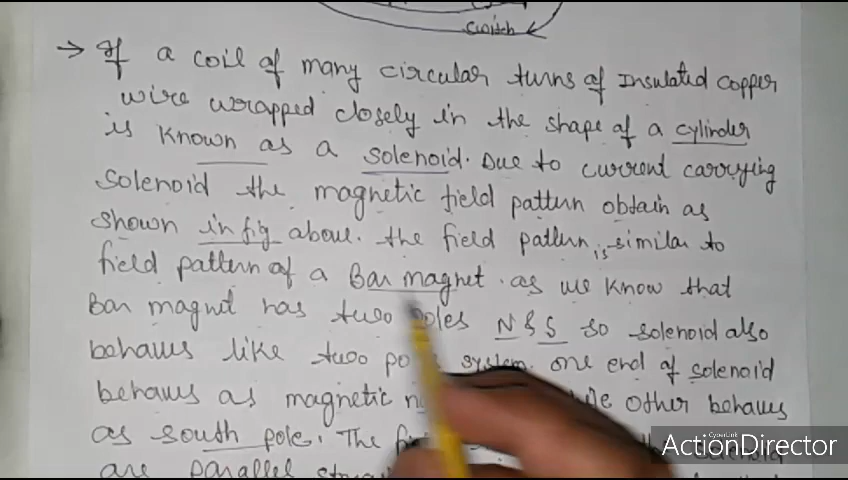 switch
→ If a coil of many circular turns of Insulated copper
wire wrapped closely in the shape of a cylinder
is known as a solenoid. Due to current carrying
solenoid the magnetic field pattern obtain as
shown in fig above. the field pattern is similar to
field pattern of a Bar magnet. as we know that
Bar magnet has two poles N & S so solenoid also
behaves like two system. one end of solenoid
behaves as magnetic other behaves
as south pole. The
are parallel
CyberLink
ActionDirector